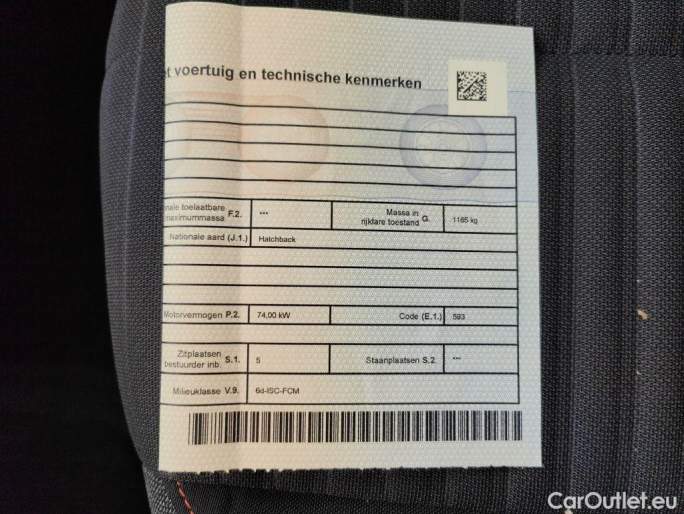 voertuig en technische kenmerken
toelaatbare
F.2. ---
Massa in
rijklare toestand G. 1165 kg
Nationale aard (J.1.) Hatchback
Motorvermogen P.2. 74,00 kW
Code (E.1.) 593
Zitplaatsen
bestuurder inb. S.1. 5
Staanplaatsen S.2. ---
Milieuklasse V.9. 6d-ISC-FCM
CarOutlet.eu